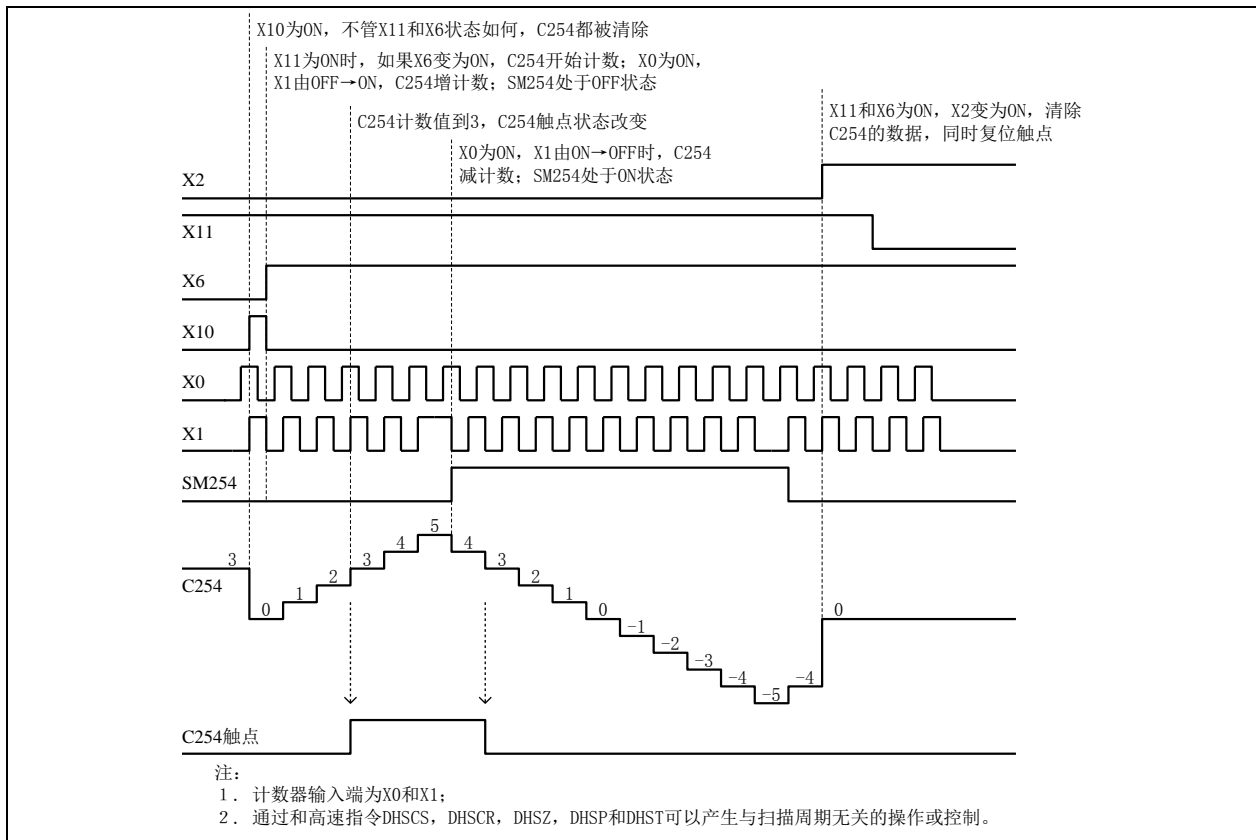 X10为ON，不管X11和X6状态如何，C254都被清除
X11为ON时，如果X6变为ON，C254开始计数；X0为ON，
X1由OFF→ON，C254增计数；SM254处于OFF状态
C254计数值到3，C254触点状态改变
X0为ON，X1由ON→OFF时，C254
减计数；SM254处于ON状态
X11和X6为ON，X2变为ON，清除
C254的数据，同时复位触点
X2
X11
X6
X10
X0
X1
SM254
C254
3
0
1
2
3
4
5
4
3
2
1
0
-1
-2
-3
-4
-5
-4
0
C254触点
注：
1. 计数器输入端为X0和X1；
2. 通过和高速指令DHSCS，DHSCR，DHSZ，DHSP和DHST可以产生与扫描周期无关的操作或控制。